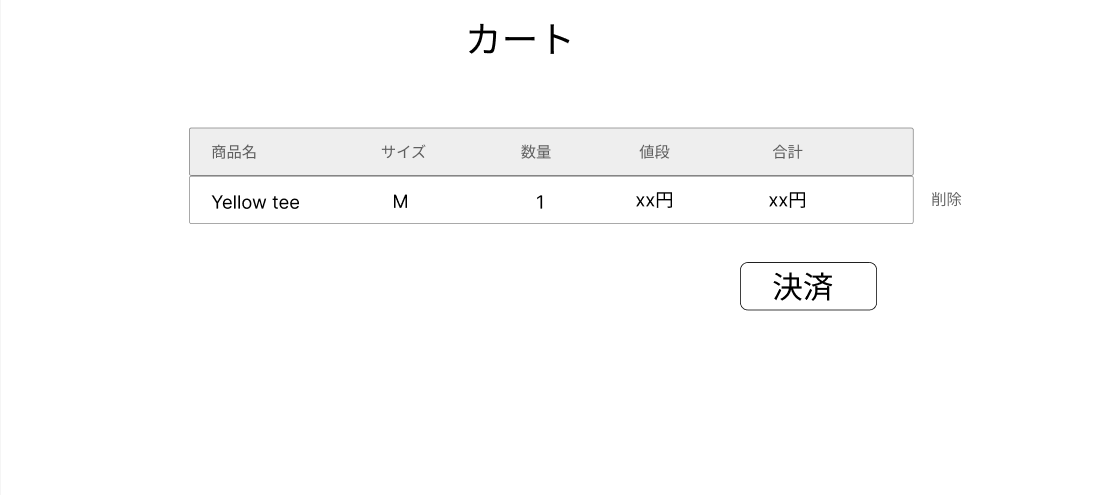 カート
商品名 サイズ 数量 値段 合計
Yellow tee M 1 xx円 xx円 削除
決済